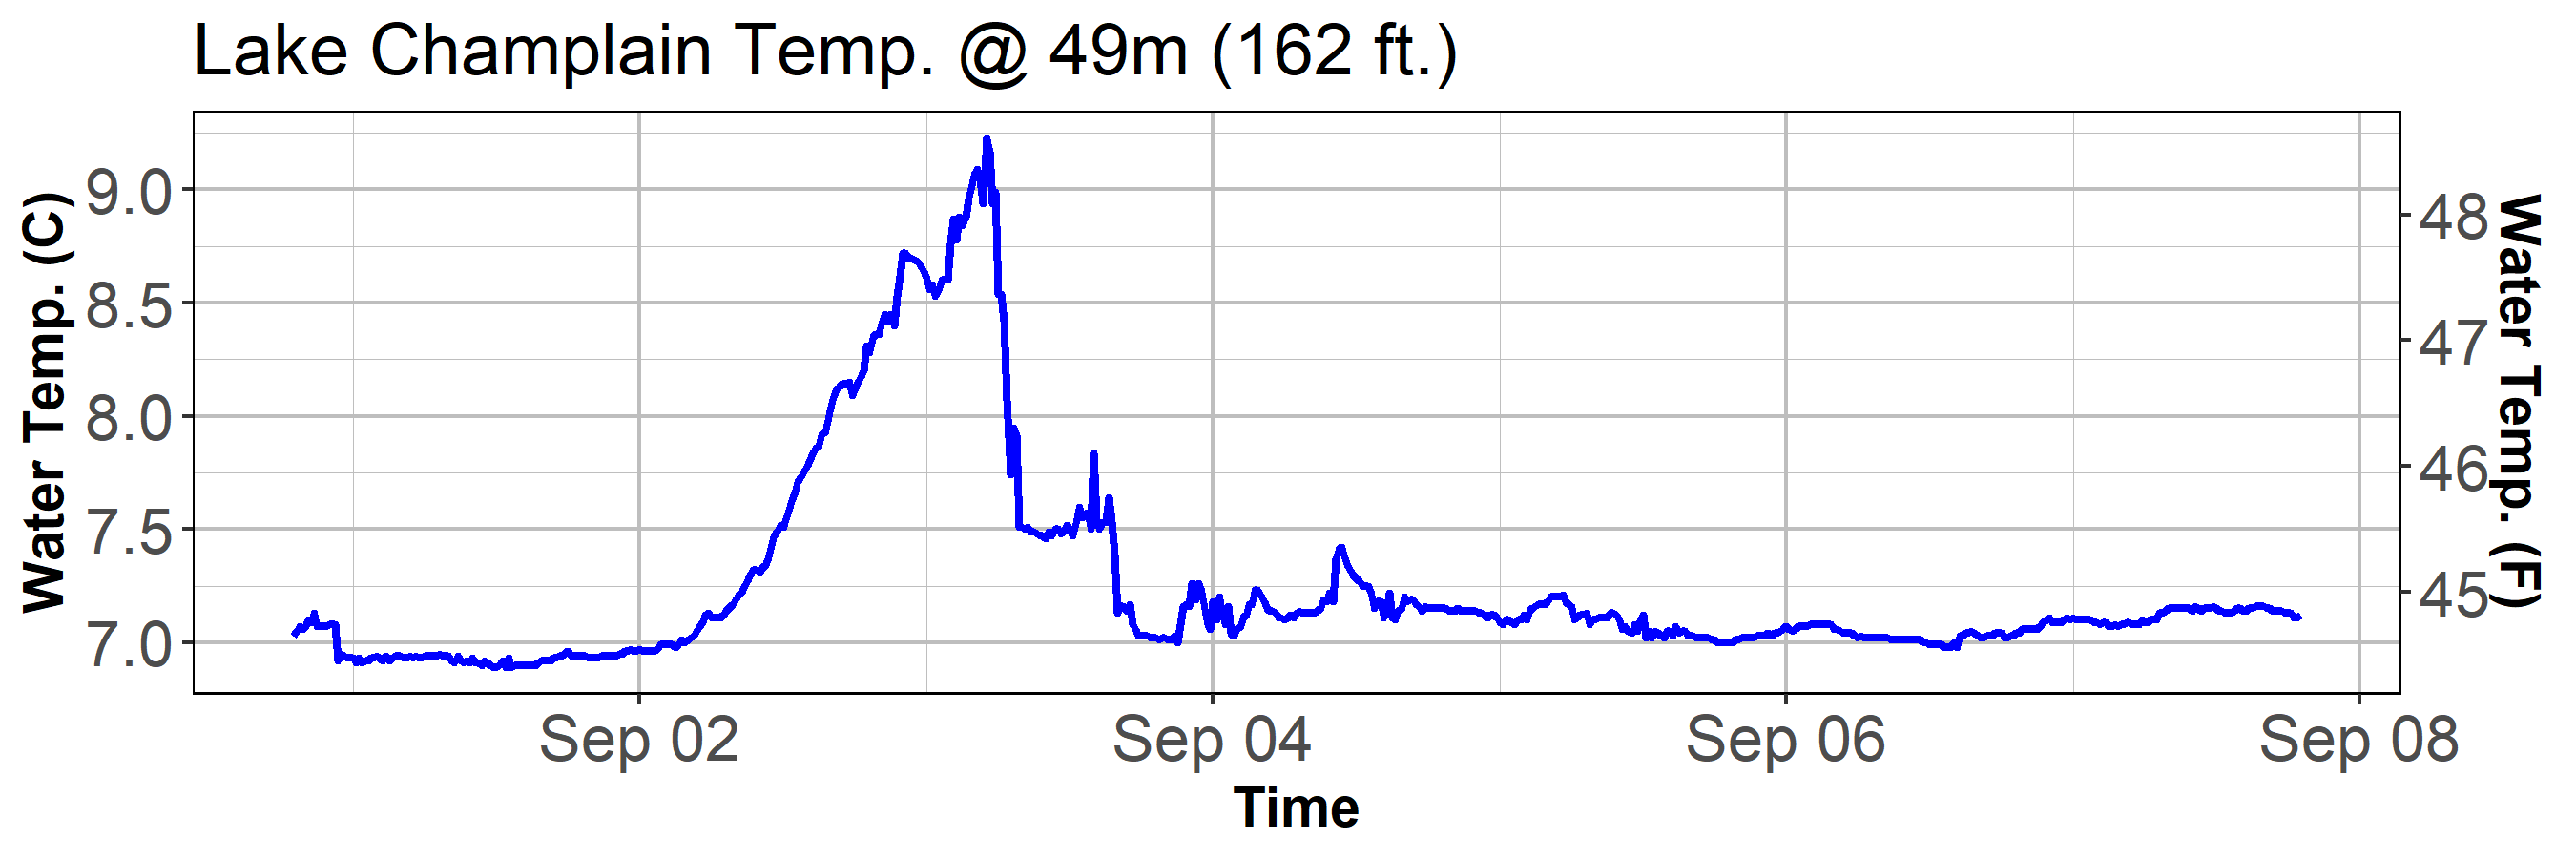 Lake Champlain Temp. @ 49m (162 ft.)
Water Temp. (C)
9.0
8.5
8.0
7.5
7.0
48
47
46
45
Water Temp. (F)
Sep 02 Sep 04 Sep 06 Sep 08
Time